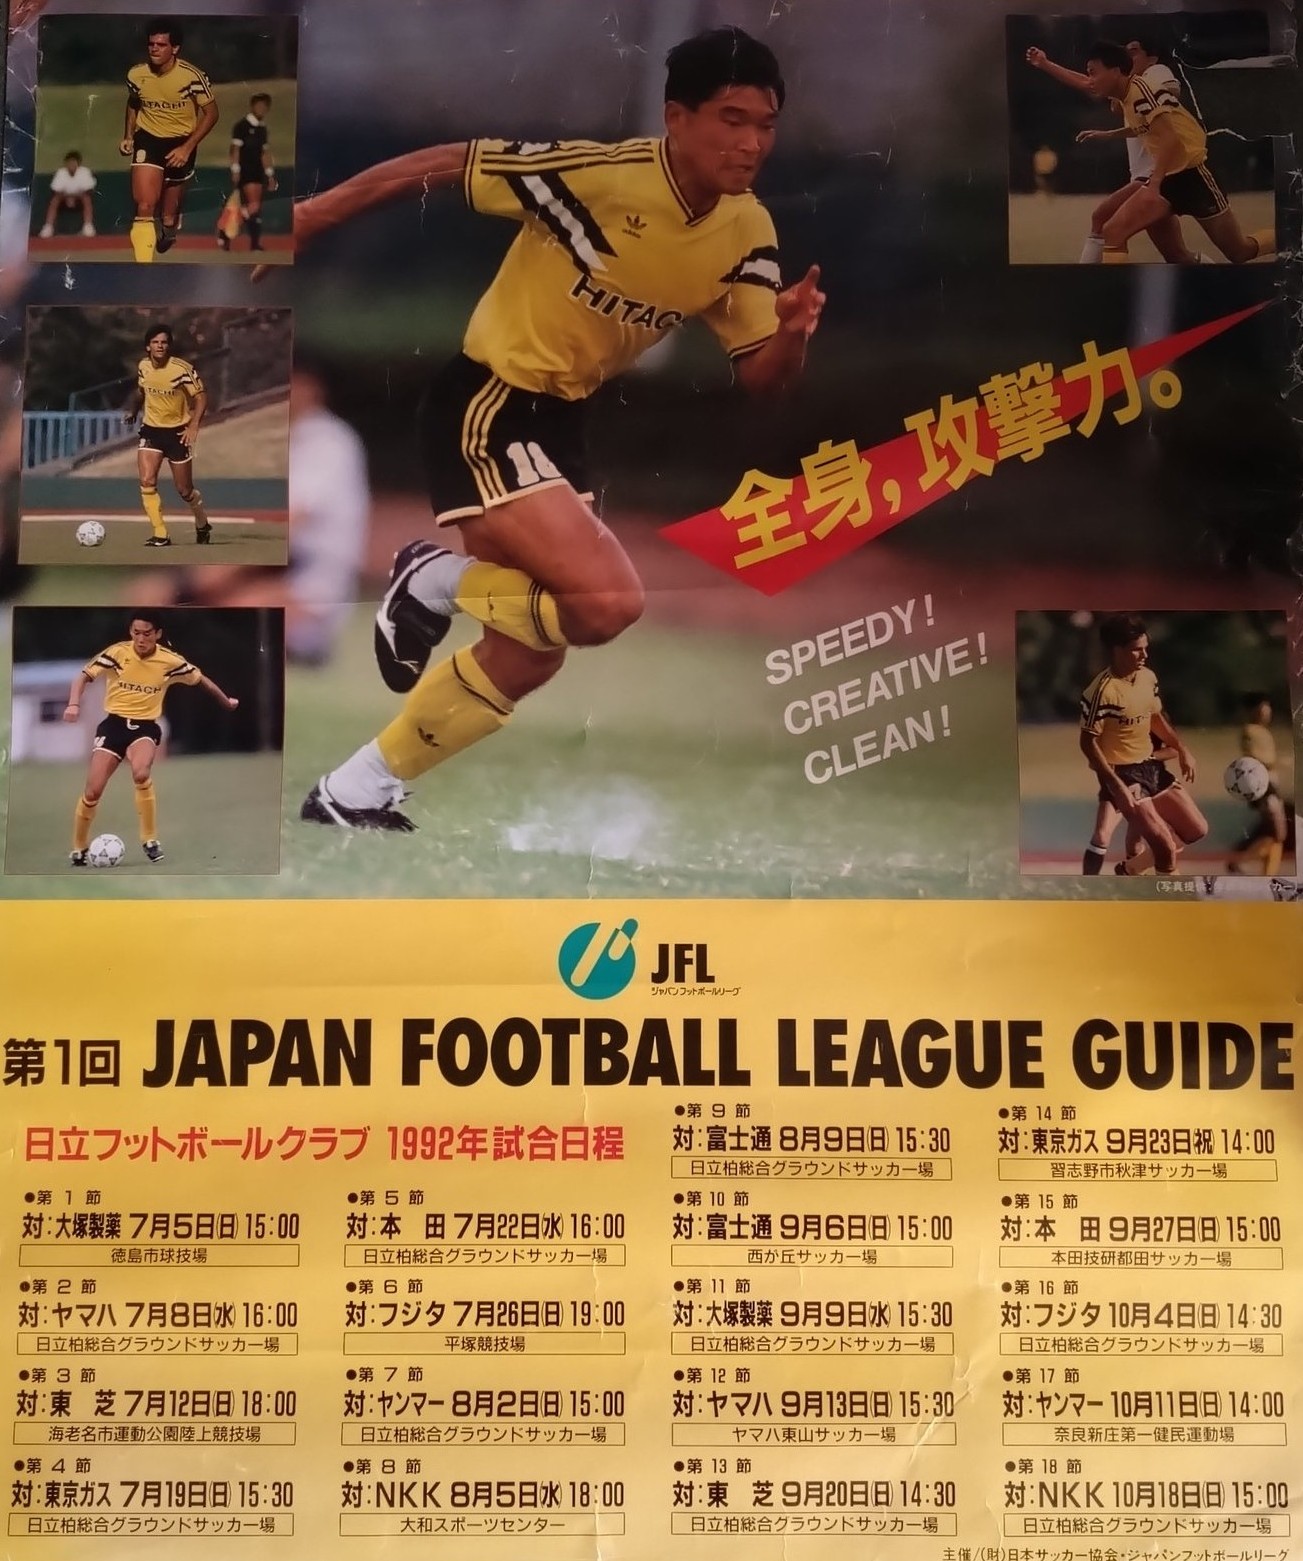 HITACHI
HITACHI
HITACHI
adidas
HITAC
10
全身，攻撃力。
SPEEDY!
CREATIVE!
CLEAN!
JFL
ジャパンフットボールリーグ
第1回 JAPAN FOOTBALL LEAGUE GUIDE
日立フットボールクラブ 1992年試合日程
●第 1 節
対:大塚製薬 7月5日(日) 15:00
徳島市球技場
●第 2 節
対:ヤマハ 7月8日(水) 16:00
日立柏総合グラウンドサッカー場
●第 3 節
対:東 芝 7月12日(日) 18:00
海老名市運動公園陸上競技場
●第 4 節
対:東京ガス 7月19日(日) 15:30
日立柏総合グラウンドサッカー場
●第 5 節
対:本 田 7月22日(水) 16:00
日立柏総合グラウンドサッカー場
●第 6 節
対:フジタ 7月26日(日) 19:00
平塚競技場
●第 7 節
対:ヤンマー 8月2日(日) 15:00
日立柏総合グラウンドサッカー場
●第 8 節
対:NKK 8月5日(水) 18:00
大和スポーツセンター
●第 9 節
対:富士通 8月9日(日) 15:30
日立柏総合グラウンドサッカー場
●第 10 節
対:富士通 9月6日(日) 15:00
西が丘サッカー場
●第 11 節
対:大塚製薬 9月9日(水) 15:30
日立柏総合グラウンドサッカー場
●第 12 節
対:ヤマハ 9月13日(日) 15:30
ヤマハ東山サッカー場
●第 13 節
対:東 芝 9月20日(日) 14:30
日立柏総合グラウンドサッカー場
●第 14 節
対:東京ガス 9月23日(祝) 14:00
習志野市秋津サッカー場
●第 15 節
対:本 田 9月27日(日) 15:00
本田技研都田サッカー場
●第 16 節
対:フジタ 10月4日(日) 14:30
日立柏総合グラウンドサッカー場
●第 17 節
対:ヤンマー 10月11日(日) 14:00
奈良新庄第一健民運動場
●第 18 節
対:NKK 10月18日(日) 15:00
日立柏総合グラウンドサッカー場
主催/(財)日本サッカー協会・ジャパンフットボールリーグ